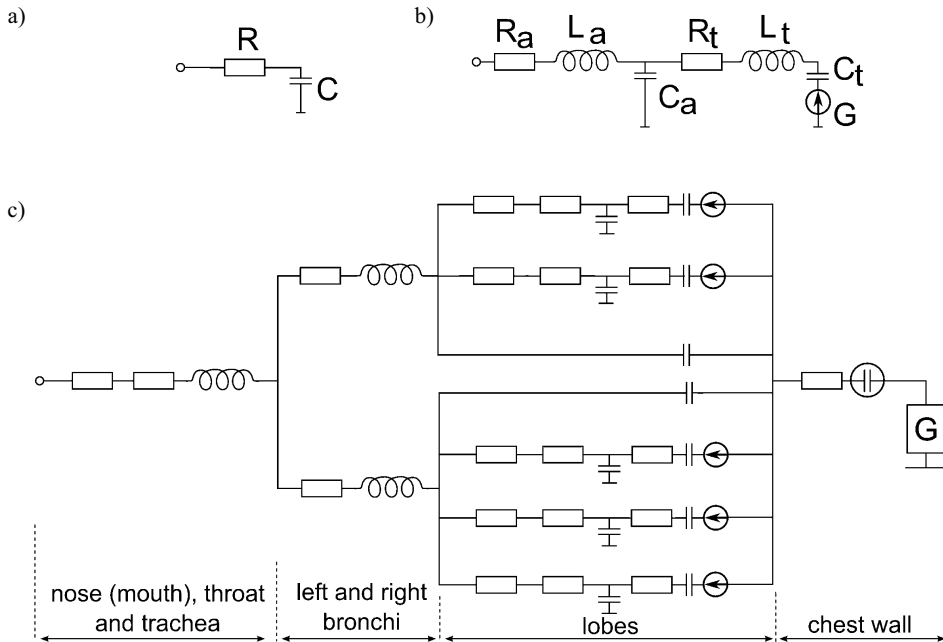 a)
R
C
b)
Ra
La
Rt
Lt
Ca
Ct
G
c)
G
nose (mouth), throat
and trachea
left and right
bronchi
lobes
chest wall